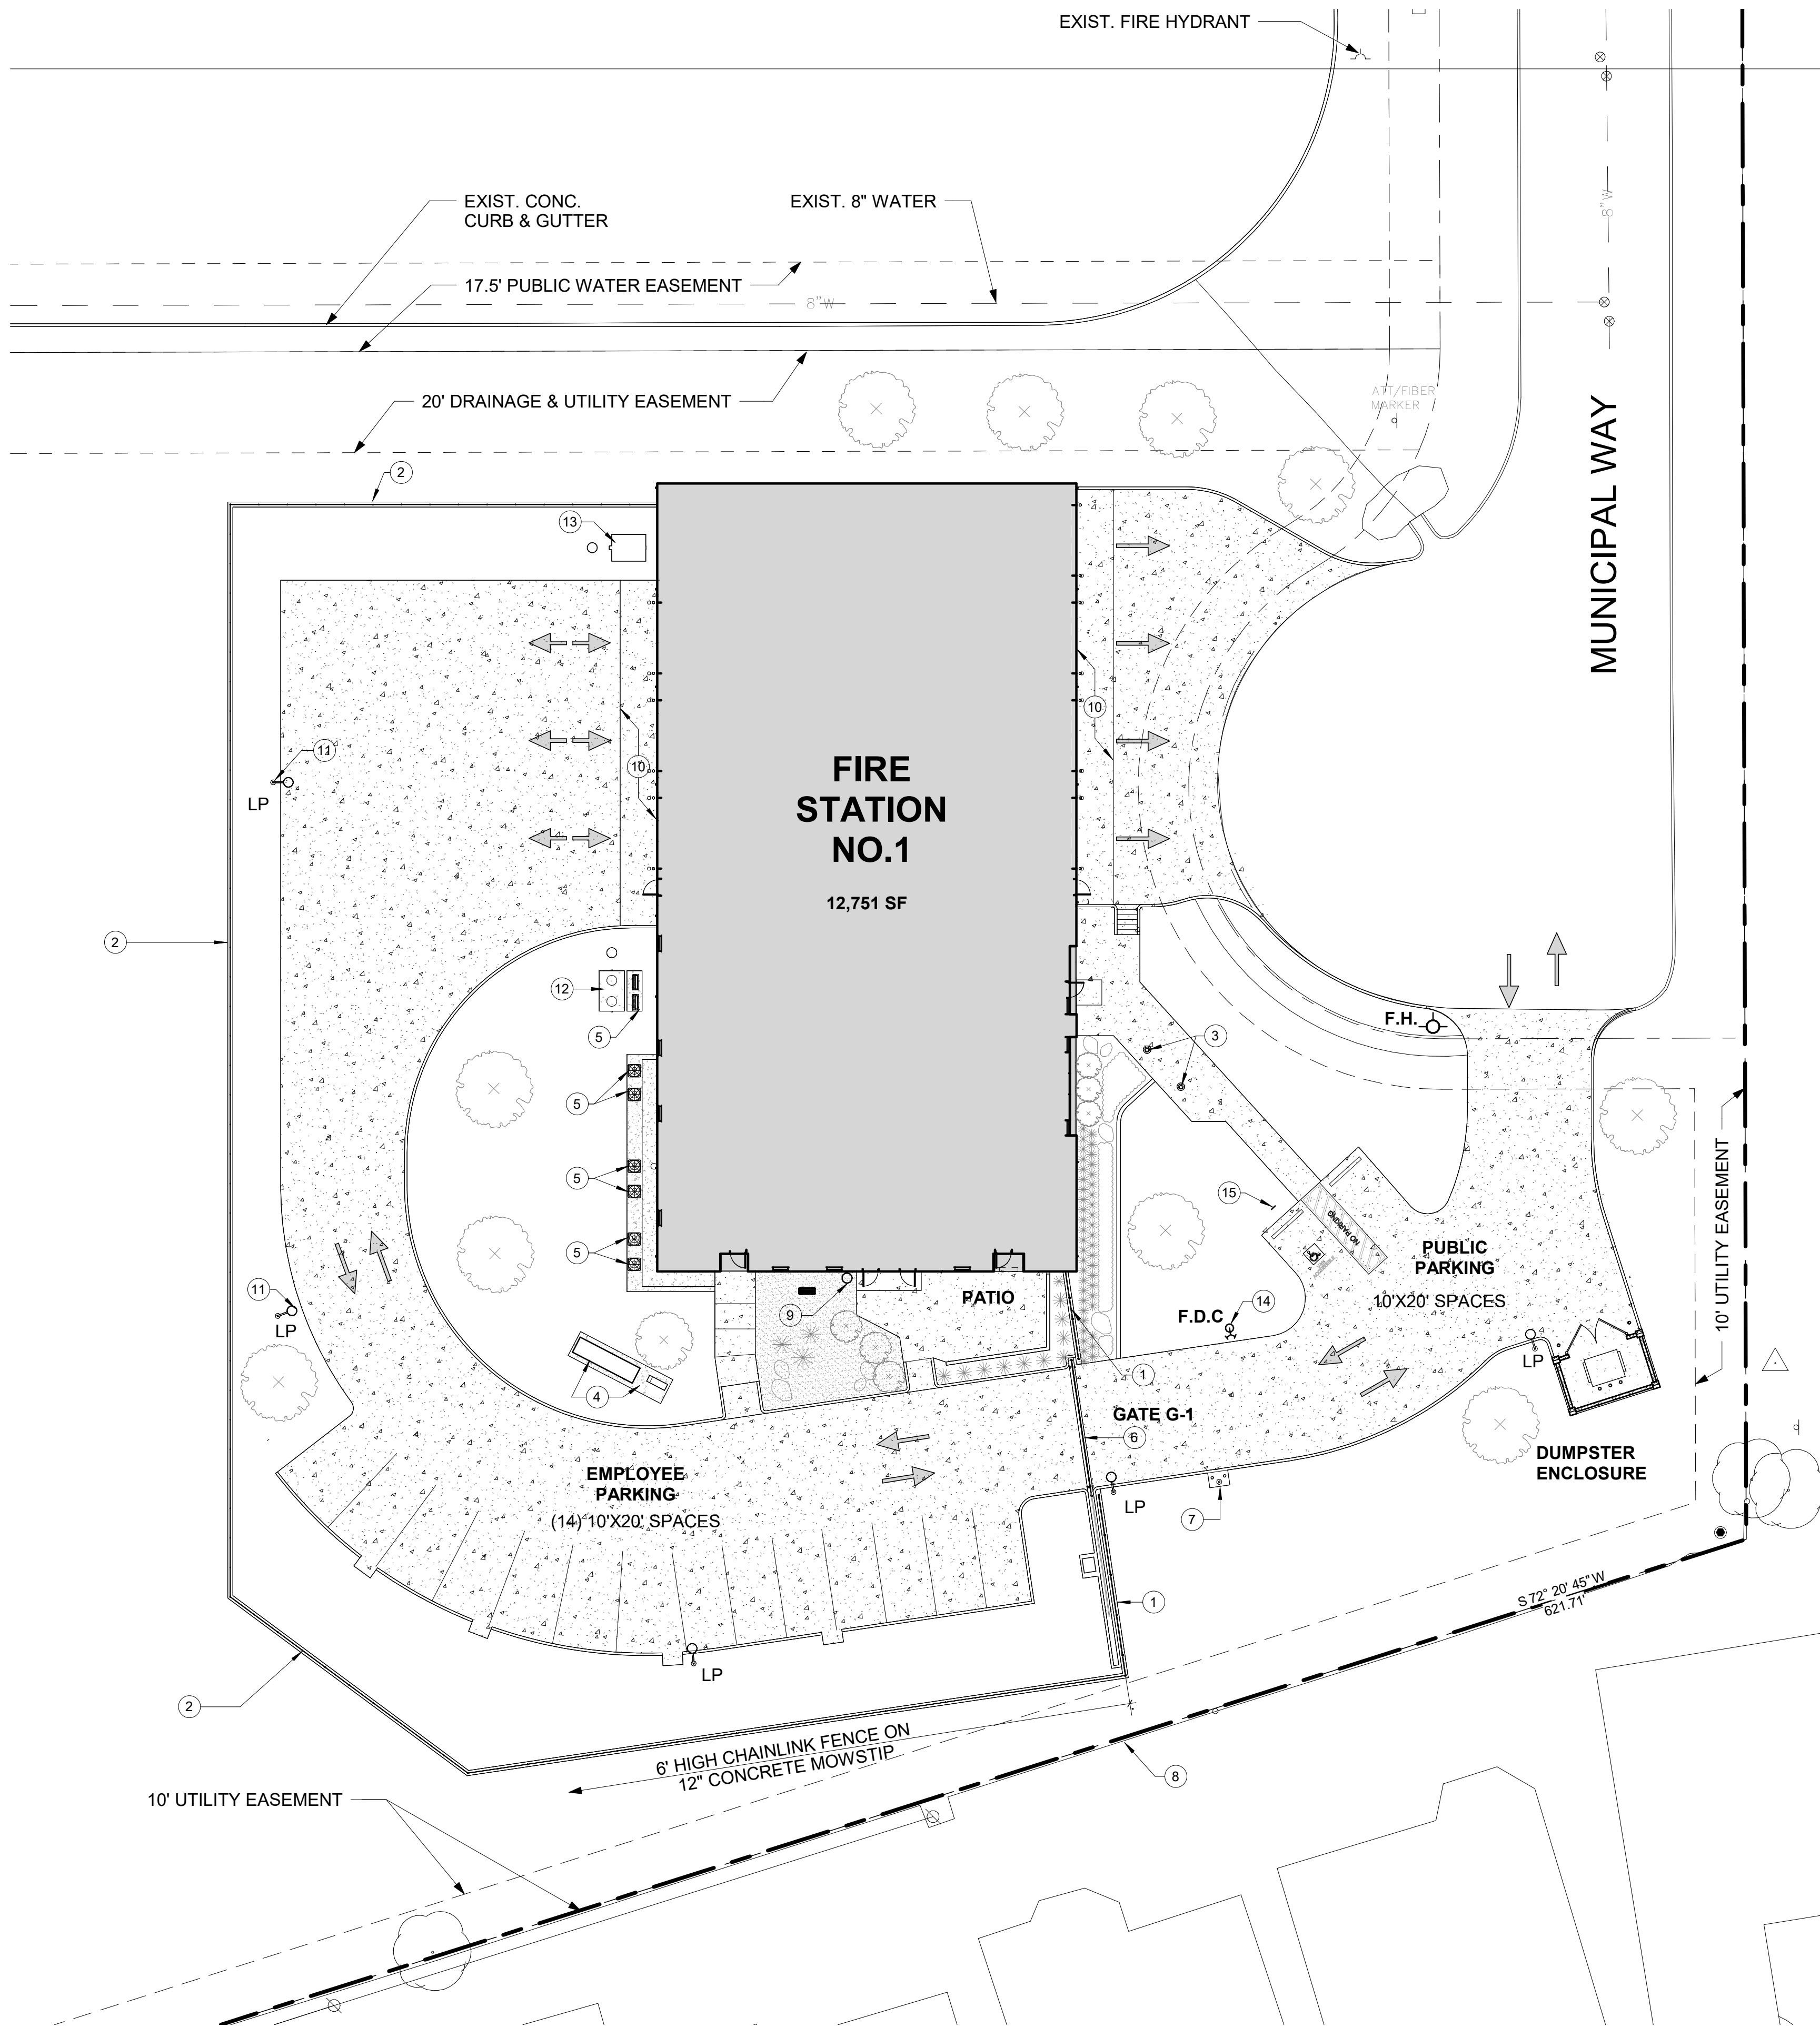 EXIST. FIRE HYDRANT
EXIST. CONC.
CURB & GUTTER
EXIST. 8" WATER
8"W
17.5' PUBLIC WATER EASEMENT
8"W
20' DRAINAGE & UTILITY EASEMENT
ATT/FIBER
MARKER
MUNICIPAL WAY
2
13
10
11
LP
10
FIRE
STATION
NO.1
12,751 SF
2
12
5
F.H.
3
5
5
15
NO PARKING
5
PUBLIC
PARKING
10'X20' SPACES
10' UTILITY EASEMENT
11
LP
9
PATIO
F.D.C
14
LP
4
1
GATE G-1
6
DUMPSTER
ENCLOSURE
EMPLOYEE
PARKING
(14) 10'X20' SPACES
LP
7
1
S 72° 20' 45" W
621.71'
LP
2
6' HIGH CHAINLINK FENCE ON
12" CONCRETE MOWSTIP
8
10' UTILITY EASEMENT